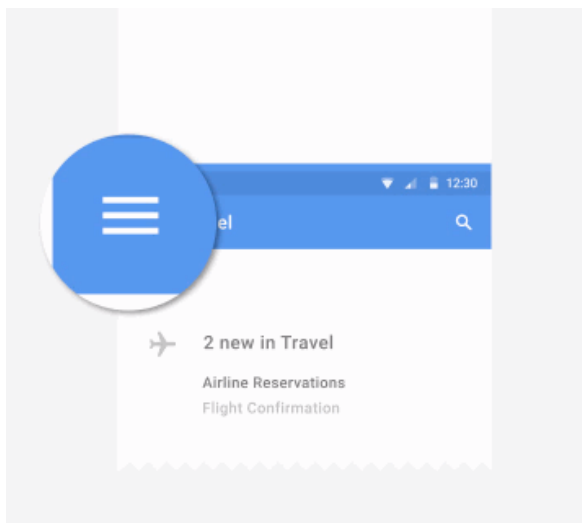 12:30
el
2 new in Travel
Airline Reservations
Flight Confirmation